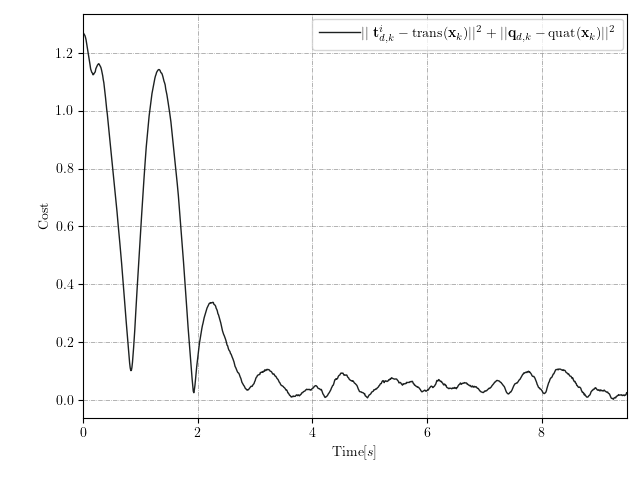 || t^i_{d,k} − trans(x_k)||^2 + ||q_{d,k} − quat(x_k)||^2
1.2
1.0
0.8
0.6
0.4
0.2
0.0
Cost
0 2 4 6 8
Time[s]